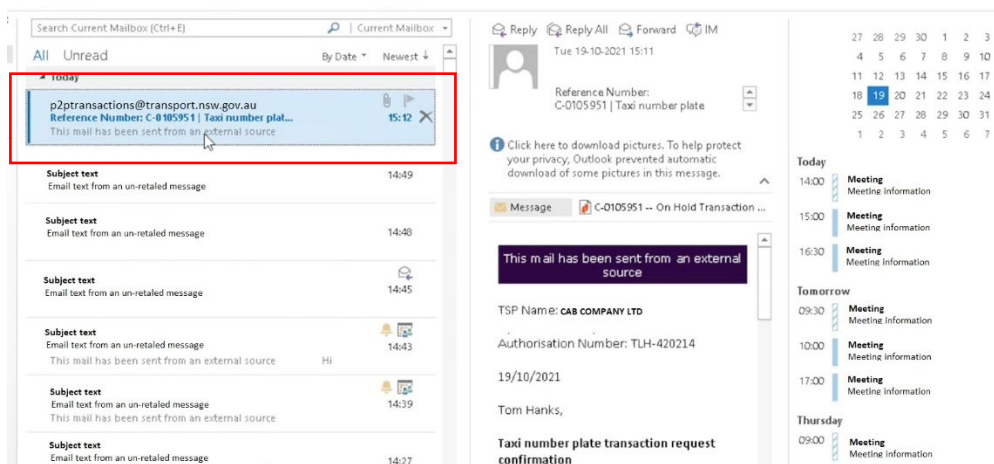 Search Current Mailbox (Ctrl+E)
Current Mailbox
All Unread
By Date Newest ↓
Today
p2ptransactions@transport.nsw.gov.au
Reference Number: C-0105951 | Taxi number plat...
15:12
This mail has been sent from an external source
Subject text
14:49
Email text from an un-retaled message
Subject text
Email text from an un-retaled message
14:48
Subject text
Email text from an un-retaled message
14:45
Subject text
Email text from an un-retaled message
14:43
This mail has been sent from an external source Hi
Subject text
Email text from an un-retaled message
14:39
This mail has been sent from an external source
Subject text
Email text from an un-retaled message
14:27
Reply Reply All Forward IM
Tue 19-10-2021 15:11
Reference Number:
C-0105951 | Taxi number plate
Click here to download pictures. To help protect
your privacy, Outlook prevented automatic
download of some pictures in this message.
Message C-0105951 -- On Hold Transaction ...
This mail has been sent from an external
source
TSP Name: CAB COMPANY LTD
Authorisation Number: TLH-420214
19/10/2021
Tom Hanks,
Taxi number plate transaction request
confirmation
27 28 29 30 1 2 3
4 5 6 7 8 9 10
11 12 13 14 15 16 17
18 19 20 21 22 23 24
25 26 27 28 29 30 31
1 2 3 4 5 6 7
Today
14:00 Meeting
Meeting information
15:00 Meeting
Meeting information
16:30 Meeting
Meeting information
Tomorrow
09:30 Meeting
Meeting information
10:00 Meeting
Meeting information
17:00 Meeting
Meeting information
Thursday
09:00 Meeting
Meeting information